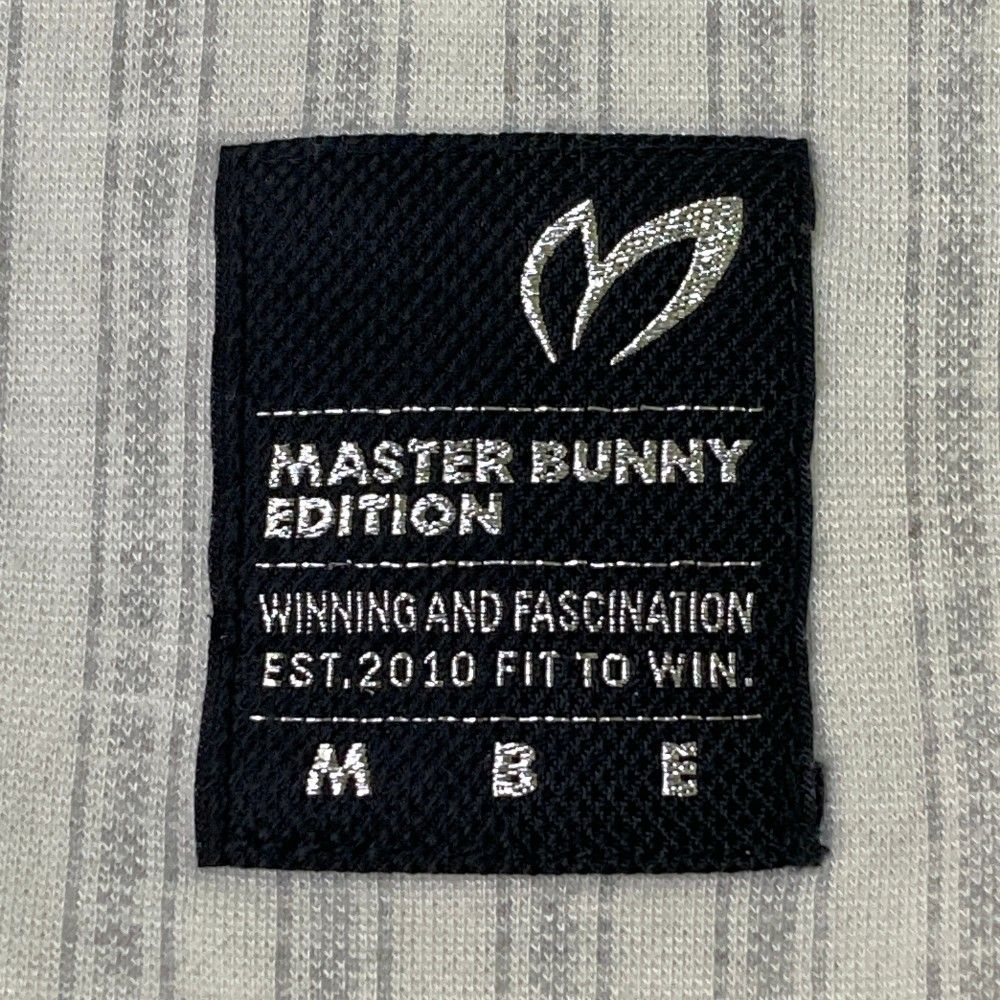 MASTER BUNNY
EDITION
WINNING AND FASCINATION
EST.2010 FIT TO WIN.
M B E